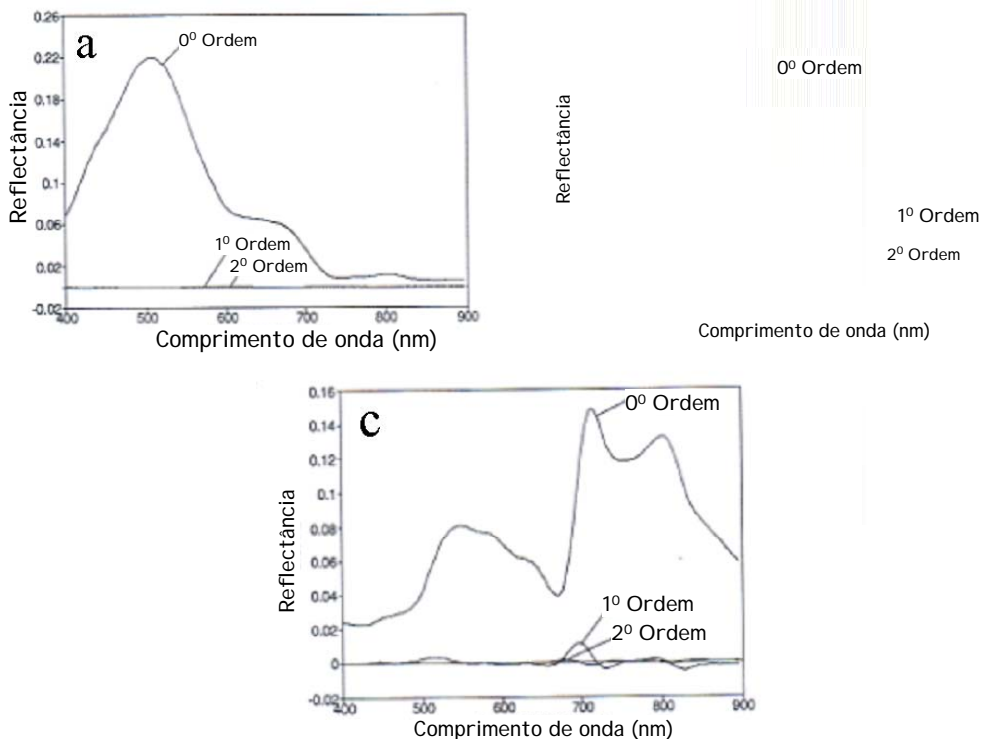 a
0⁰ Ordem
Reflectância
0.26
0.22
0.18
0.14
0.1
0.06
0.02
-0.02
1⁰ Ordem
2⁰ Ordem
400 500 600 700 800 900
Comprimento de onda (nm)
0⁰ Ordem
Reflectância
1⁰ Ordem
2⁰ Ordem
Comprimento de onda (nm)
c
0⁰ Ordem
Reflectância
0.16
0.14
0.12
0.1
0.08
0.06
0.04
0.02
0
-0.02
1⁰ Ordem
2⁰ Ordem
400 500 600 700 800 900
Comprimento de onda (nm)